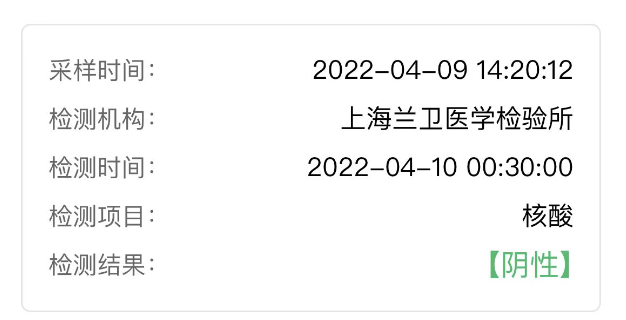 采样时间: 2022-04-09 14:20:12
检测机构: 上海兰卫医学检验所
检测时间: 2022-04-10 00:30:00
检测项目: 核酸
检测结果: 【阴性】